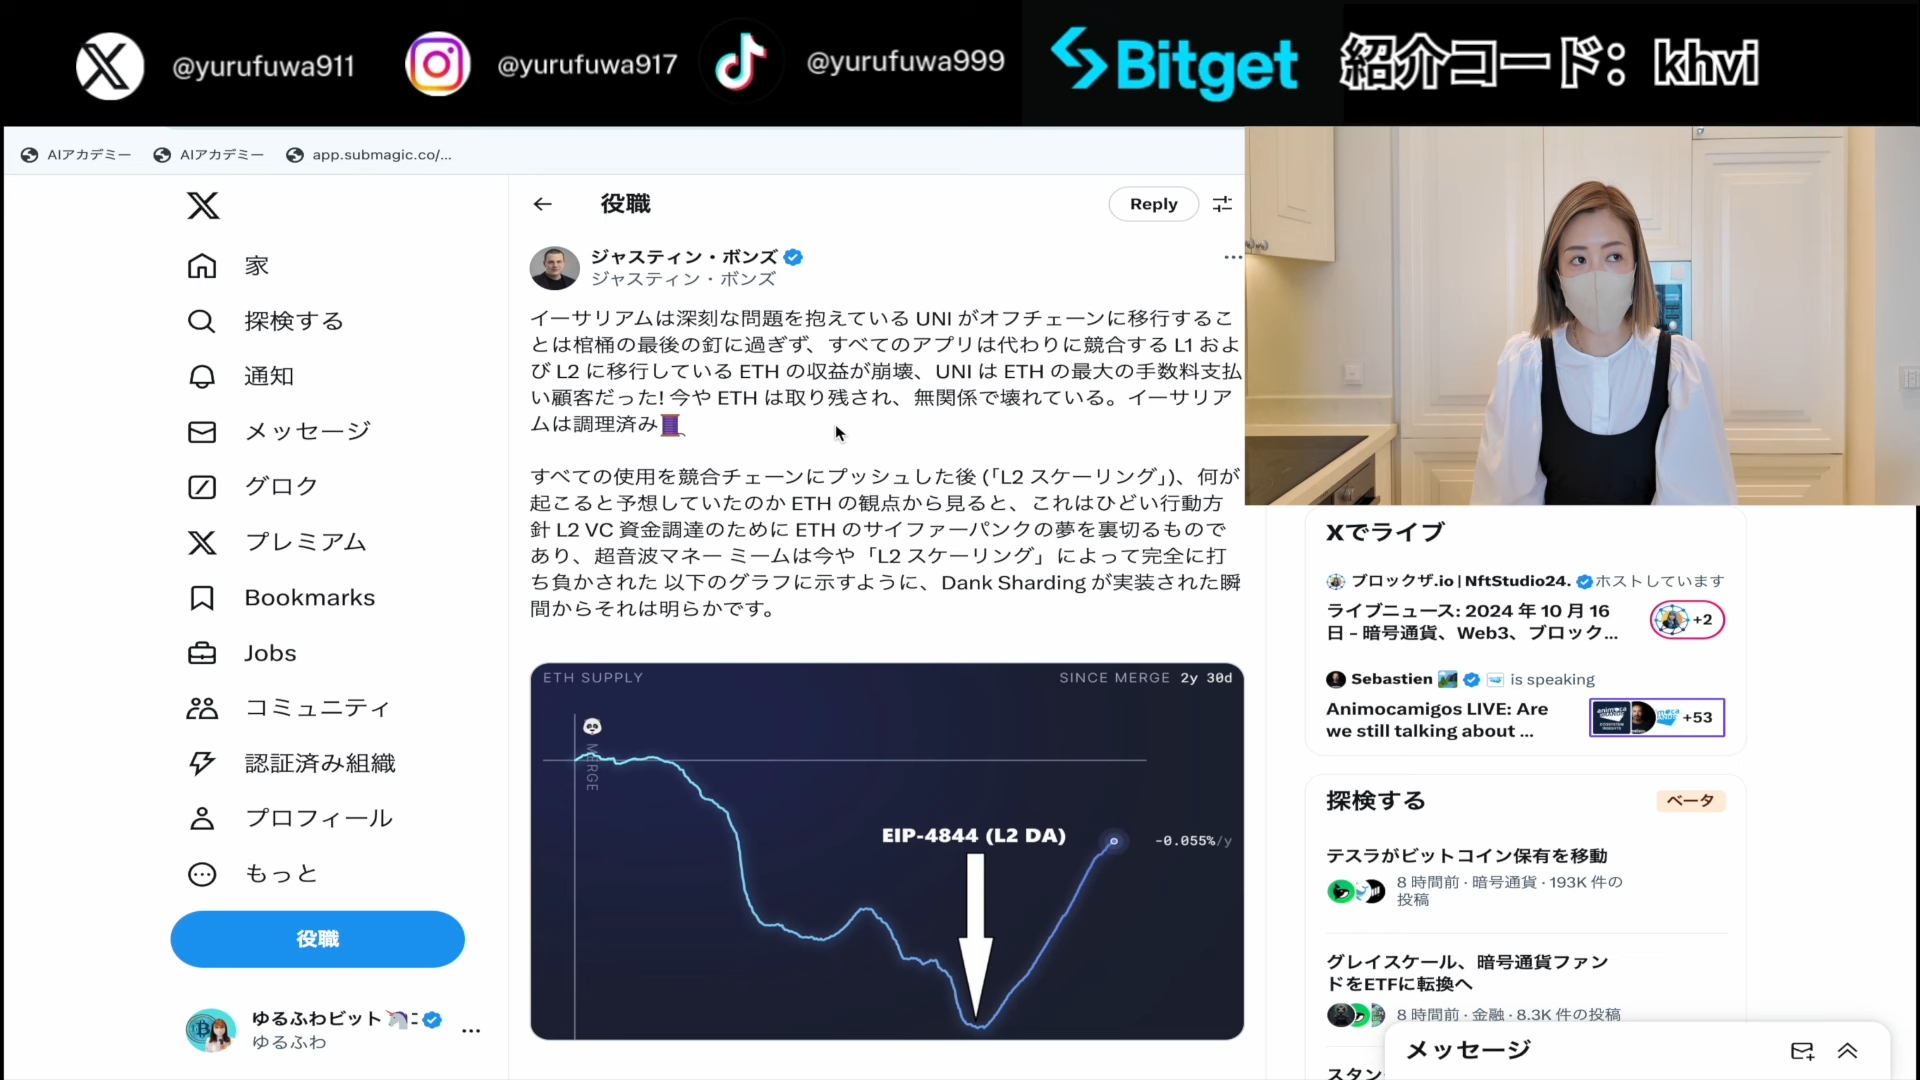 @yurufuwa911
@yurufuwa917
@yurufuwa999
Bitget
紹介コード：khvi
AIアカデミー
AIアカデミー
app.submagic.co/...
家
探検する
通知
メッセージ
グロク
プレミアム
Bookmarks
Jobs
コミュニティ
認証済み組織
プロフィール
もっと
役職
ゆるふわビット
ゆるふわ
役職
Reply
ジャスティン・ボンズ
ジャスティン・ボンズ
イーサリアムは深刻な問題を抱えている UNI がオフチェーンに移行するこ
とは棺桶の最後の釘に過ぎず、すべてのアプリは代わりに競合する L1 およ
び L2 に移行している ETH の収益が崩壊、UNI は ETH の最大の手数料支払
い顧客だった! 今や ETH は取り残され、無関係で壊れている。イーサリア
ムは調理済み
すべての使用を競合チェーンにプッシュした後 (「L2 スケーリング」)、何が
起こると予想していたのか ETH の観点から見ると、これはひどい行動方
針 L2 VC 資金調達のために ETH のサイファーパンクの夢を裏切るもので
あり、超音波マネー ミームは今や「L2 スケーリング」によって完全に打
ち負かされた 以下のグラフに示すように、Dank Sharding が実装された瞬
間からそれは明らかです。
ETH SUPPLY
SINCE MERGE 2y 30d
MERGE
EIP-4844 (L2 DA)
-0.055%/y
Xでライブ
ブロックザ.io | NftStudio24. ホストしています
ライブニュース: 2024 年 10 月 16
日 - 暗号通貨、Web3、ブロック...
+2
Sebastien is speaking
Animocamigos LIVE: Are
we still talking about ...
+53
探検する
ベータ
テスラがビットコイン保有を移動
8 時間前 · 暗号通貨 · 193K 件の
投稿
グレイスケール、暗号通貨ファン
ドをETFに転換へ
8 時間前 · 金融 · 8.3K 件の投稿
スタン
メッセージ